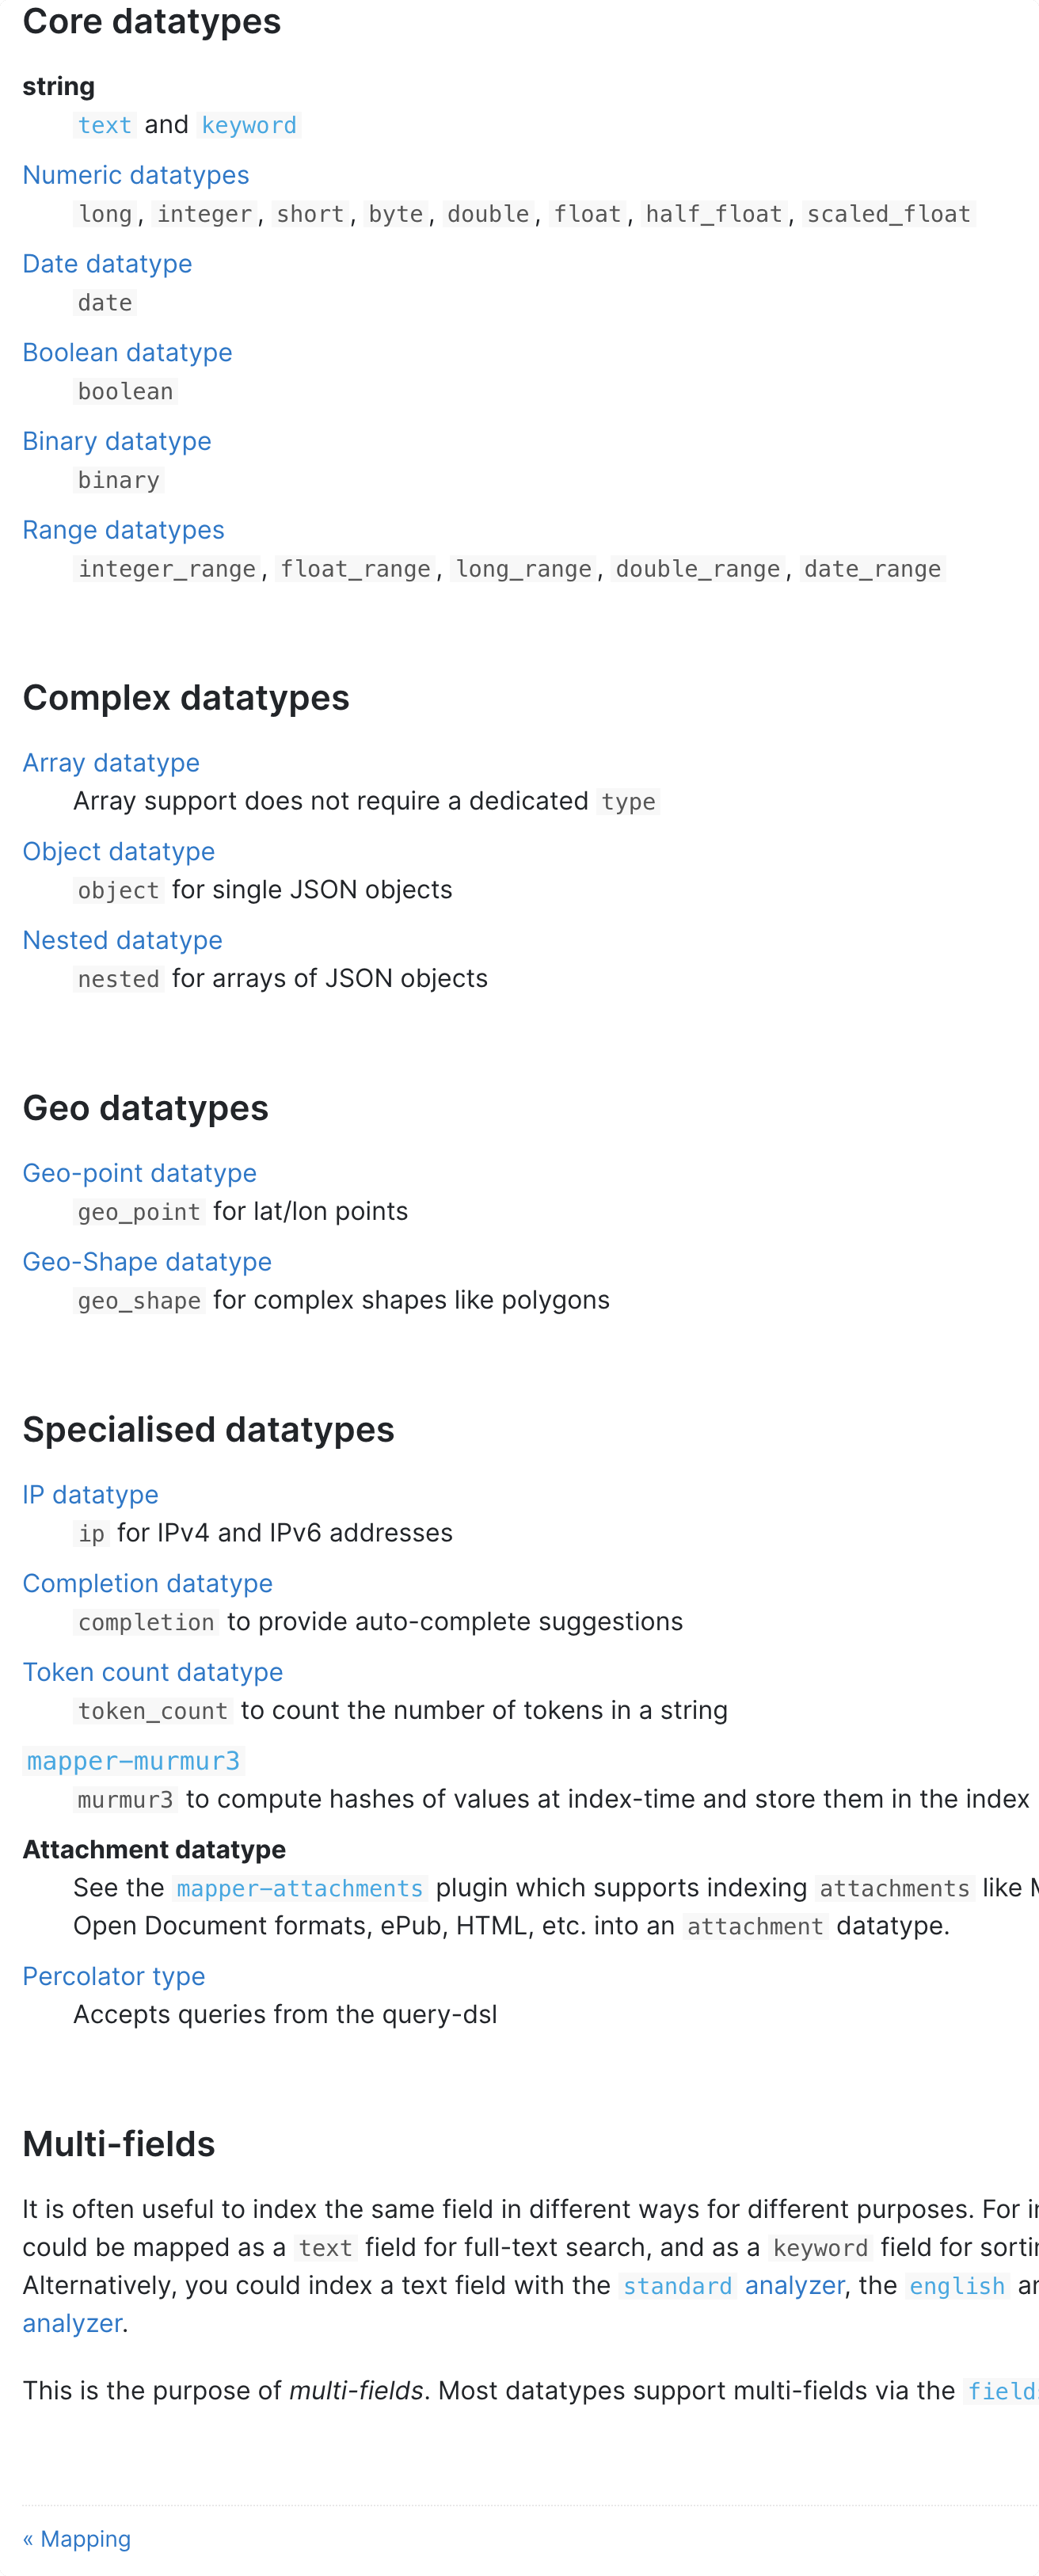 Core datatypes
string
text and keyword
Numeric datatypes
long, integer, short, byte, double, float, half_float, scaled_float
Date datatype
date
Boolean datatype
boolean
Binary datatype
binary
Range datatypes
integer_range, float_range, long_range, double_range, date_range
Complex datatypes
Array datatype
Array support does not require a dedicated type
Object datatype
object for single JSON objects
Nested datatype
nested for arrays of JSON objects
Geo datatypes
Geo-point datatype
geo_point for lat/lon points
Geo-Shape datatype
geo_shape for complex shapes like polygons
Specialised datatypes
IP datatype
ip for IPv4 and IPv6 addresses
Completion datatype
completion to provide auto-complete suggestions
Token count datatype
token_count to count the number of tokens in a string
mapper-murmur3
murmur3 to compute hashes of values at index-time and store them in the index
Attachment datatype
See the mapper-attachments plugin which supports indexing attachments like
Open Document formats, ePub, HTML, etc. into an attachment datatype.
Percolator type
Accepts queries from the query-dsl
Multi-fields
It is often useful to index the same field in different ways for different purposes. For
could be mapped as a text field for full-text search, and as a keyword field for
Alternatively, you could index a text field with the standard analyzer, the english
analyzer.
This is the purpose of multi-fields. Most datatypes support multi-fields via the
« Mapping